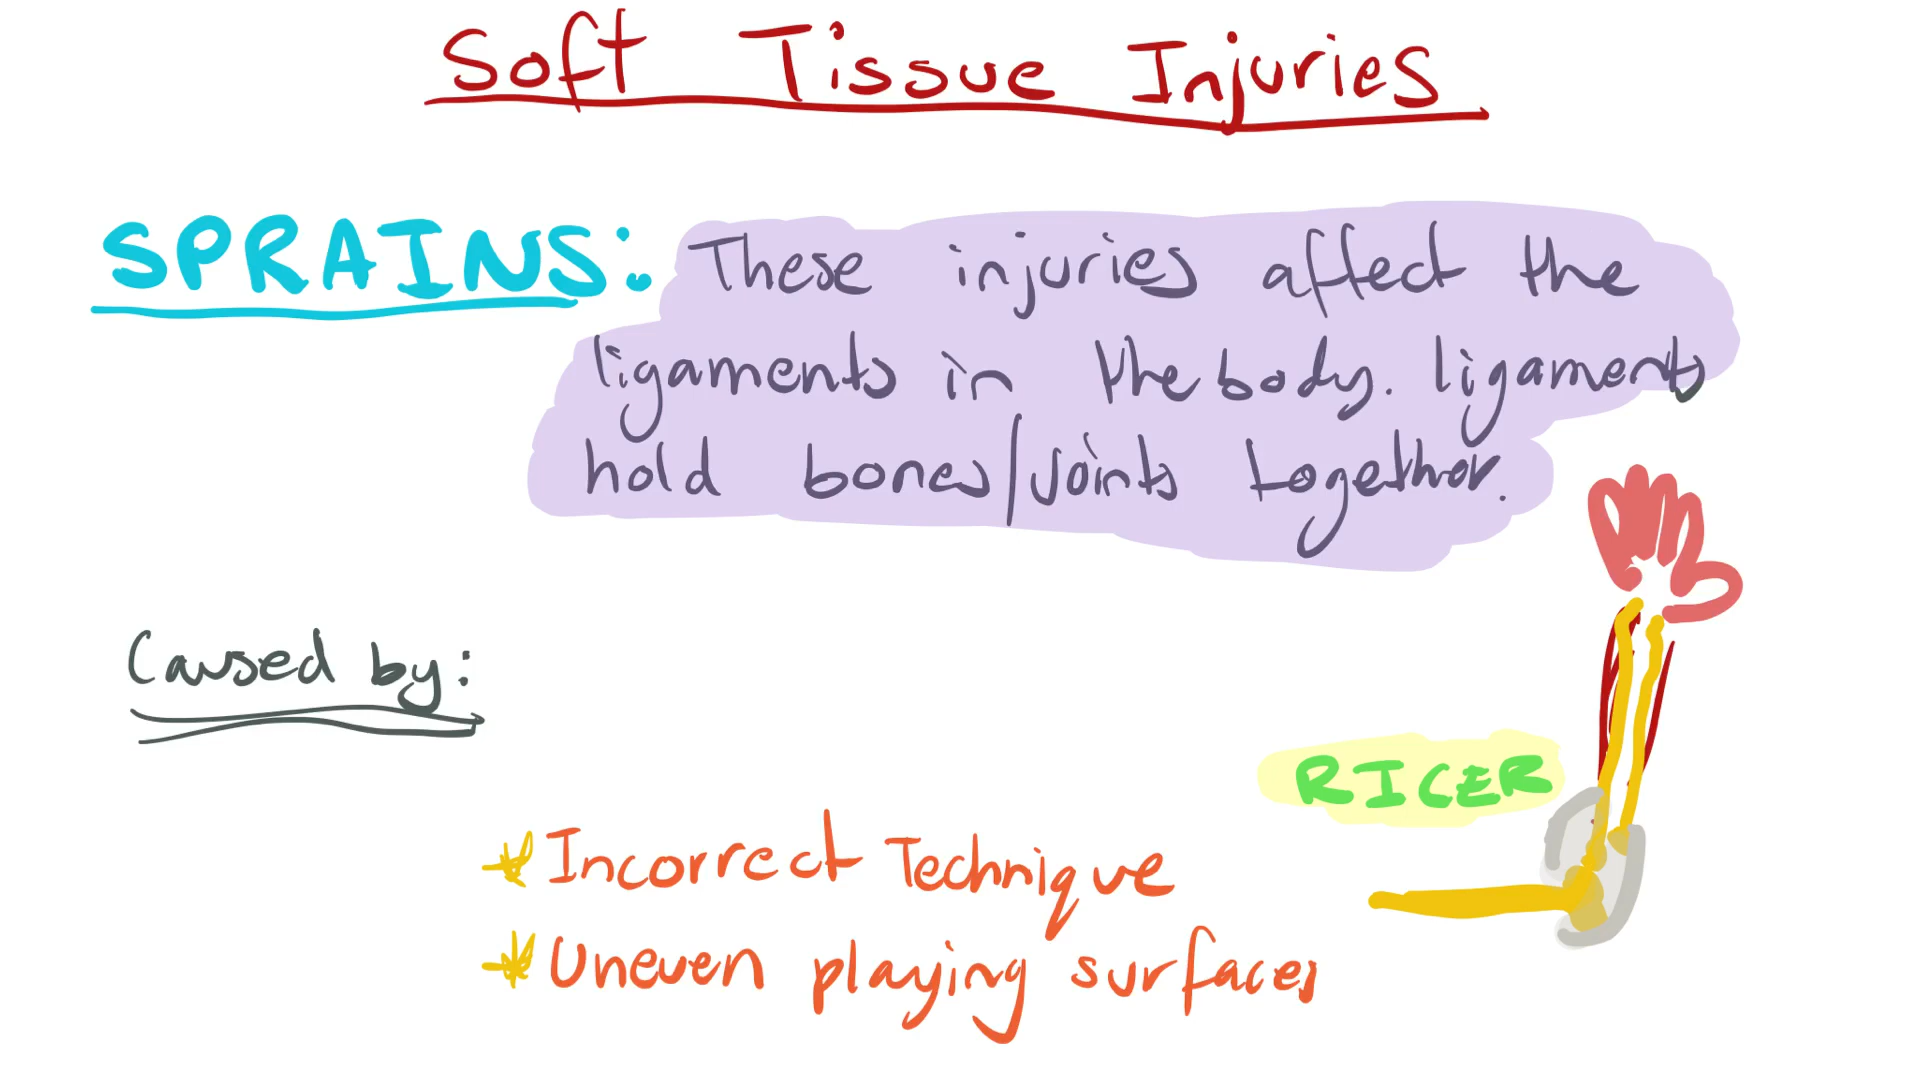 Soft Tissue Injuries
SPRAINS: These injuries affect the
ligaments in the body. ligaments
hold bones/joints together.
Caused by:
RICER
Incorrect Technique
Uneven playing surfaces